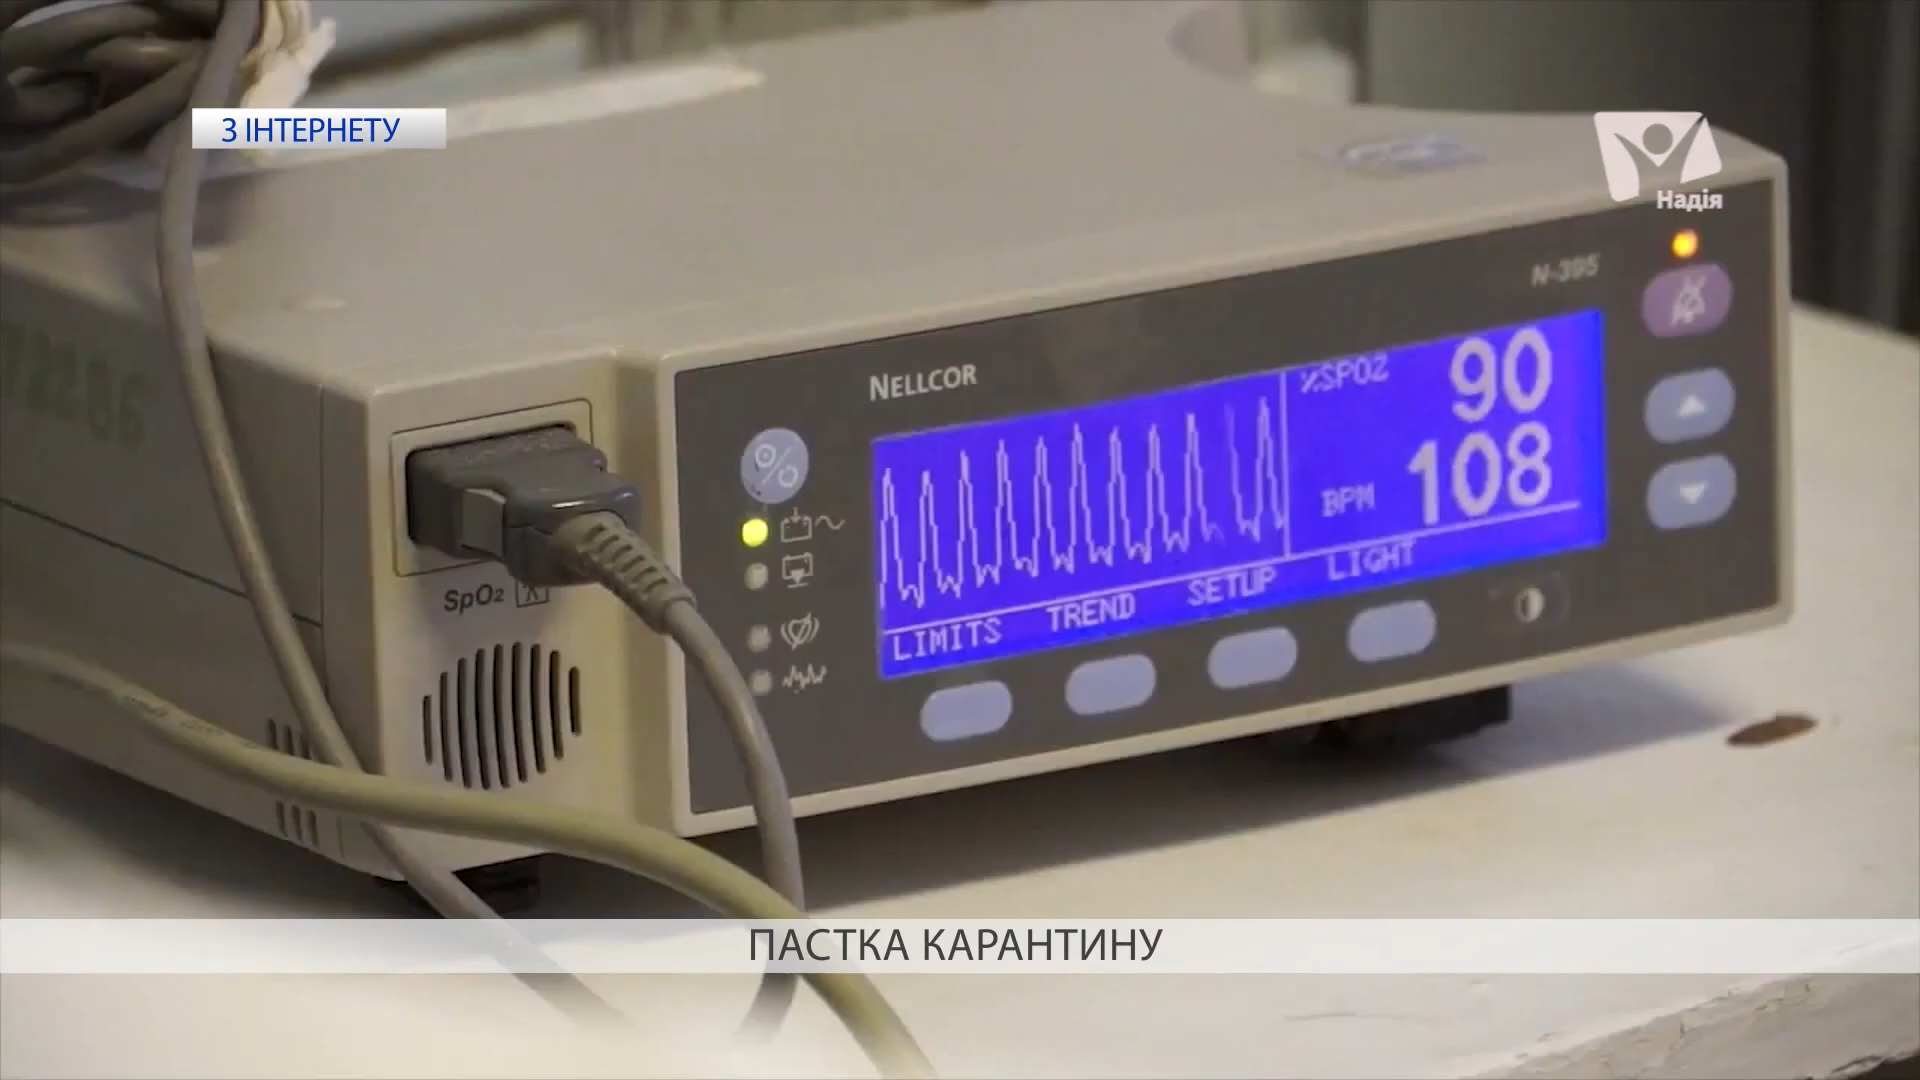 З ІНТЕРНЕТУ
Надія
N-395
NELLCOR
%SPO2
90
BPM
108
SpO2
LIMITS TREND SETUP LIGHT
ПАСТКА КАРАНТИНУ